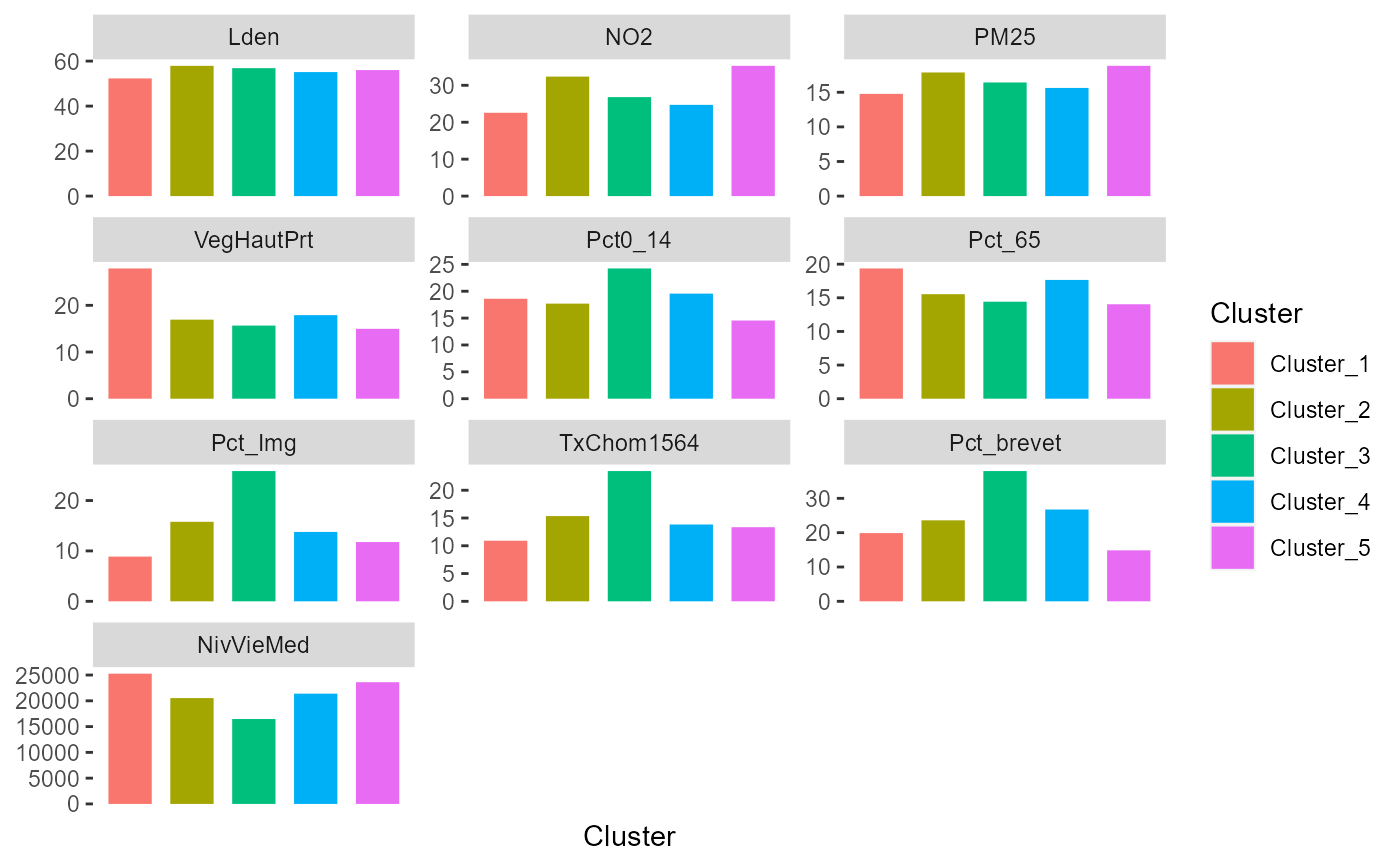 Lden
NO2
PM25
60
40
20
0
30
20
10
0
15
10
5
0
VegHautPrt
Pct0_14
Pct_65
20
10
0
25
20
15
10
5
0
20
15
10
5
0
Pct_Img
TxChom1564
Pct_brevet
20
10
0
20
15
10
5
0
30
20
10
0
NivVieMed
25000
20000
15000
10000
5000
0
Cluster
Cluster
Cluster_1
Cluster_2
Cluster_3
Cluster_4
Cluster_5